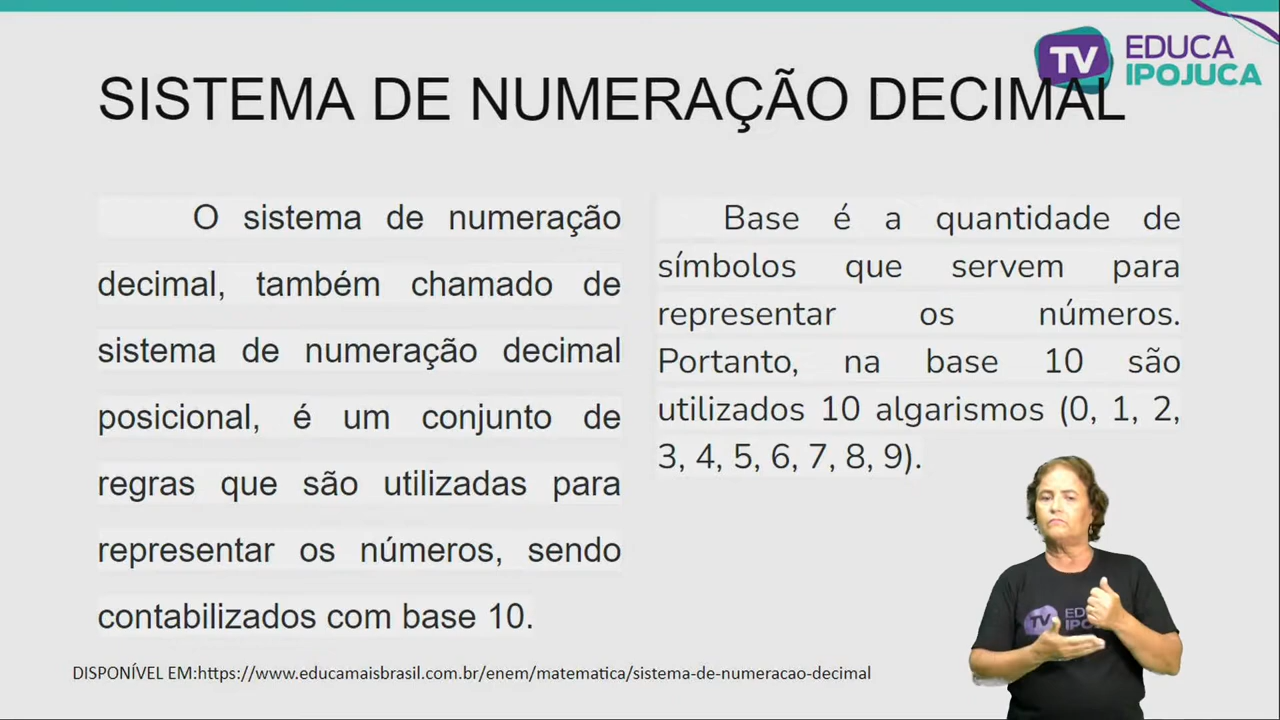 TV EDUCA
IPOJUCA
SISTEMA DE NUMERAÇÃO DECIMAL
O sistema de numeração
decimal, também chamado de
sistema de numeração decimal
posicional, é um conjunto de
regras que são utilizadas para
representar os números, sendo
contabilizados com base 10.
Base é a quantidade de
símbolos que servem para
representar os números.
Portanto, na base 10 são
utilizados 10 algarismos (0, 1, 2,
3, 4, 5, 6, 7, 8, 9).
TV EDUCA
DISPONÍVEL EM:https://www.educamaisbrasil.com.br/enem/matematica/sistema-de-numeracao-decimal